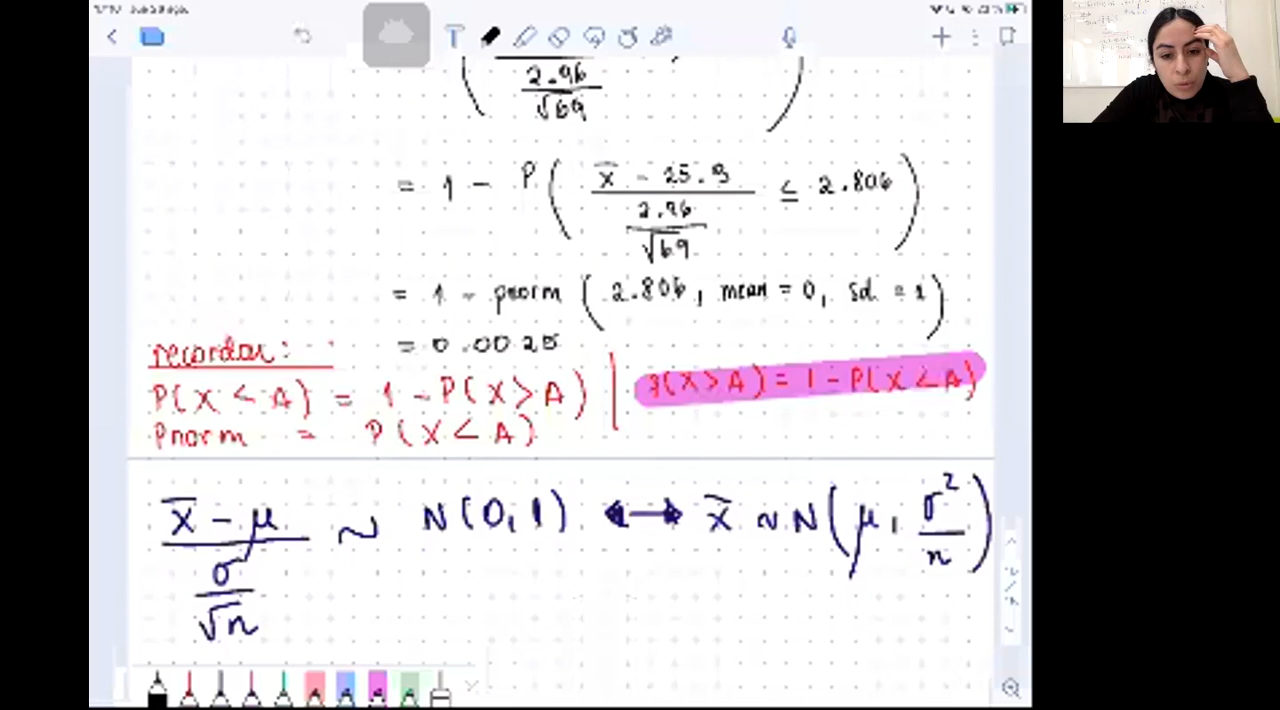 2.96
√69
= 1 - P( x̄ - 25.9 ≤ 2.806 )
2.96
√69
= 1 - pnorm ( 2.806, mean = 0, sd = 1 )
= 0.0025
recordar:
P(X < A) = 1 - P(X > A) | P(X > A) = 1 - P(X < A)
Pnorm = P(X < A)
x̄ - μ ~ N(0,1) ↔ x̄ ~ N(μ, σ²/n)
σ
√n